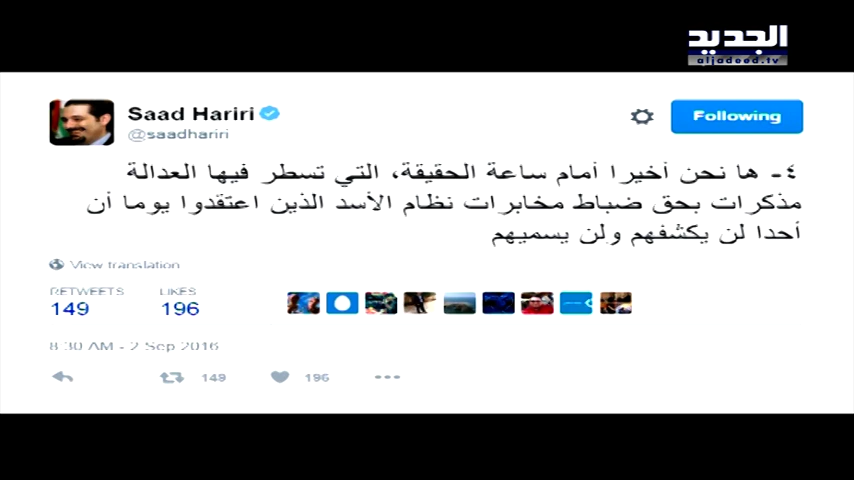 الجديد
aljadeed.tv
Saad Hariri
@saadhariri
Following
٤- ها نحن أخيرا أمام ساعة الحقيقة، التي تسطر فيها العدالة
مذكرات بحق ضباط مخابرات نظام الأسد الذين اعتقدوا يوما أن
أحدا لن يكشفهم ولن يسميهم
View translation
RETWEETS LIKES
149 196
8:30 AM - 2 Sep 2016
149 196